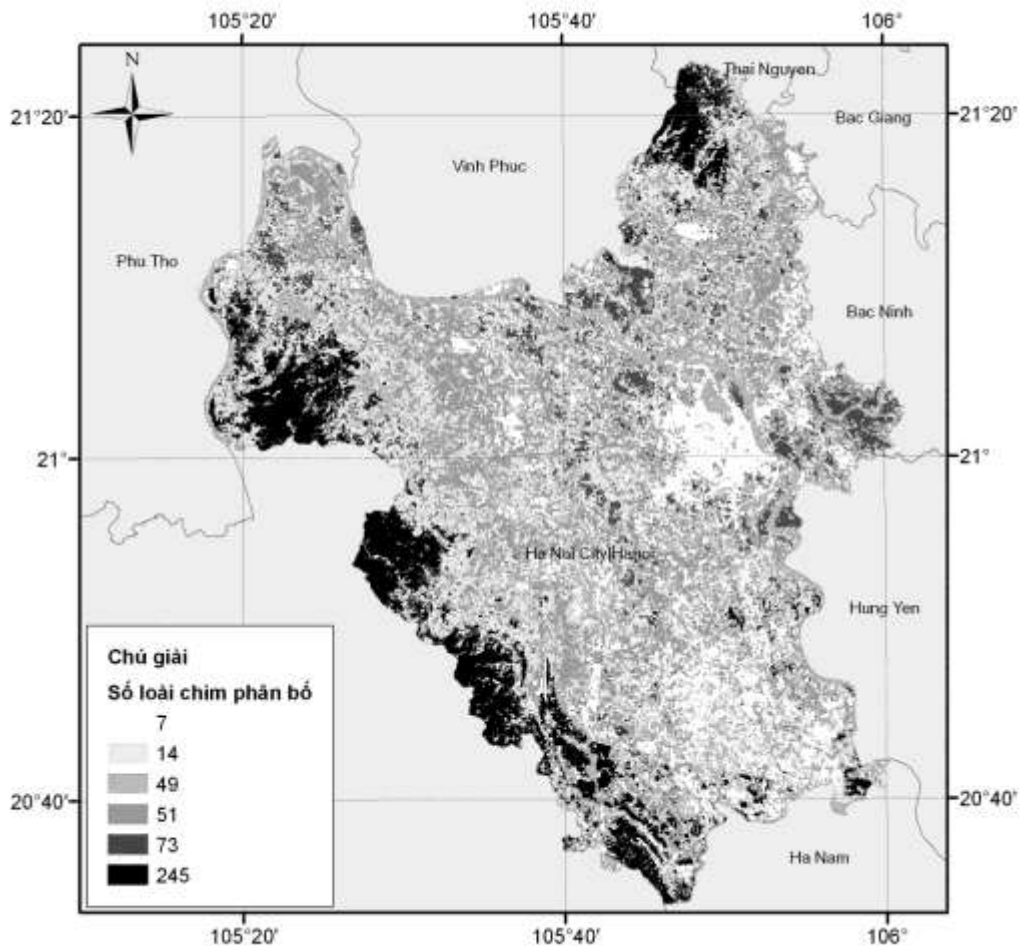 105°20'
105°40'
106°
N
Thai Nguyen
21°20'
21°20'
Bac Giang
Vinh Phuc
Phu Tho
Bac Ninh
21°
21°
Ha Noi City|Hanoi
Hung Yen
Chú giải
Số loài chim phân bố
7
14
49
51
73
245
20°40'
20°40'
Ha Nam
105°20'
105°40'
106°